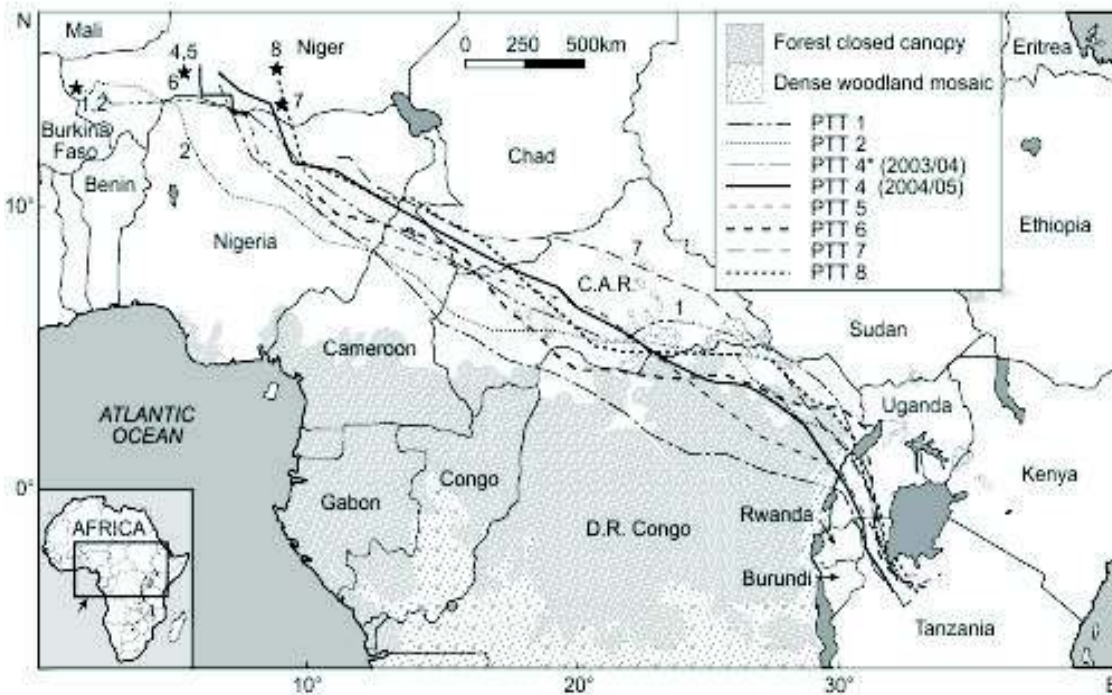 N
Mali
4,5
8
Niger
0 250 500km
6
7
1,2
Burkina
Faso
2
Benin
Chad
10°
Nigeria
7
C.A.R.
1
Forest closed canopy
Dense woodland mosaic
PTT 1
PTT 2
PTT 4* (2003/04)
PTT 4 (2004/05)
PTT 5
PTT 6
PTT 7
PTT 8
Eritrea
Ethiopia
Sudan
Cameroon
Uganda
ATLANTIC
OCEAN
Congo
Kenya
0°
Gabon
Rwanda
D.R. Congo
AFRICA
Burundi
Tanzania
10° 20° 30° E